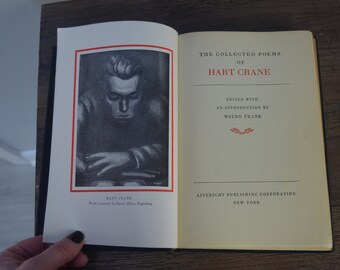 HART CRANE
THE COLLECTED POEMS
OF
HART CRANE
EDITED WITH
AN INTRODUCTION BY
WALDO FRANK
LIVERIGHT PUBLISHING CORPORATION
NEW YORK